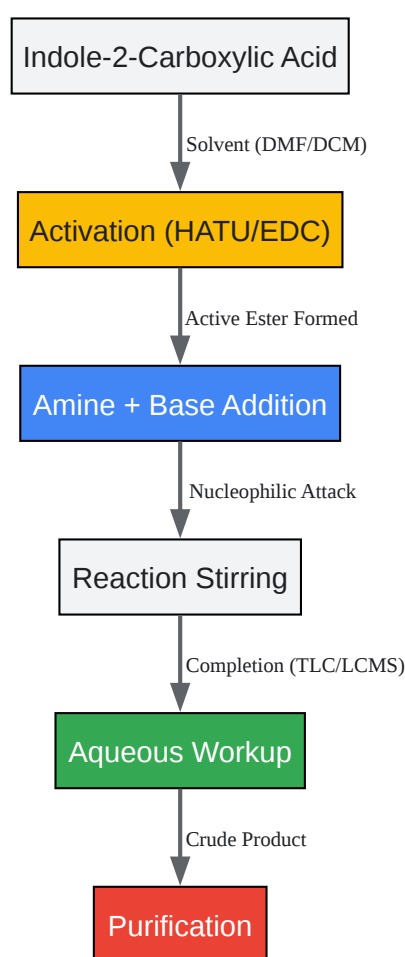 Indole-2-Carboxylic Acid
Solvent (DMF/DCM)
Activation (HATU/EDC)
Active Ester Formed
Amine + Base Addition
Nucleophilic Attack
Reaction Stirring
Completion (TLC/LCMS)
Aqueous Workup
Crude Product
Purification